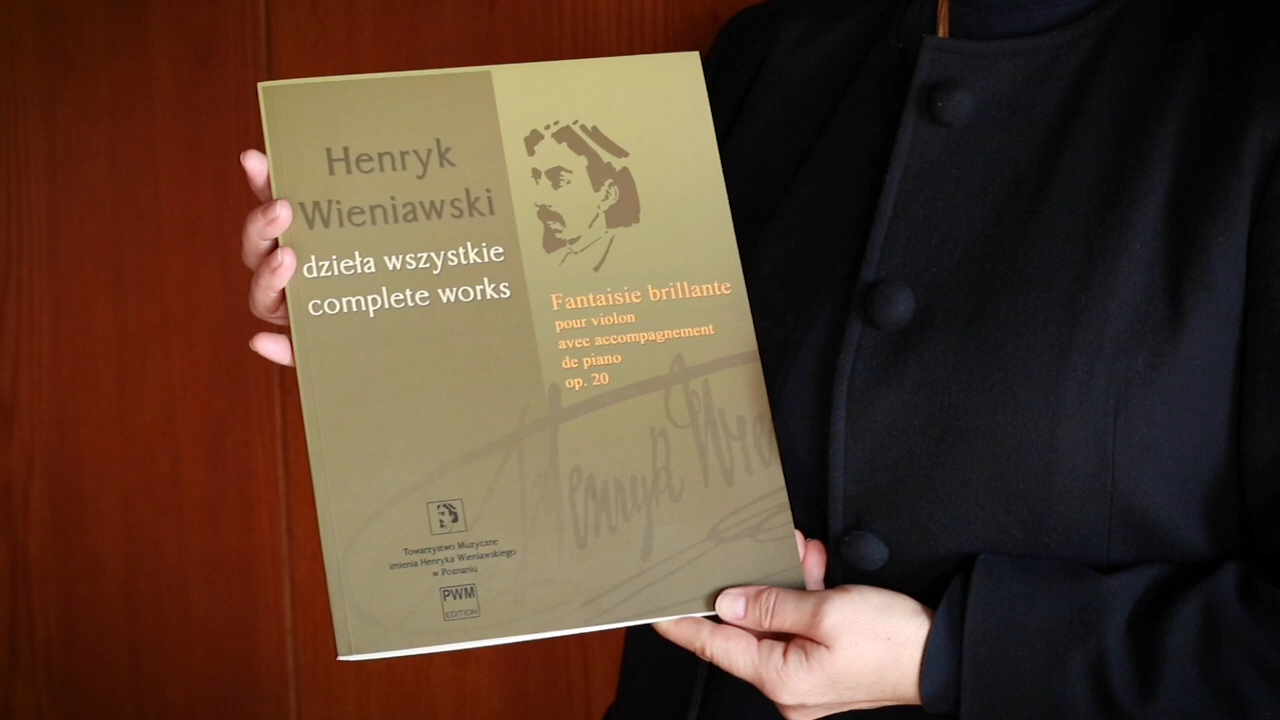 Henryk
Wieniawski
dzieła wszystkie
complete works
Fantaisie brillante
pour violon
avec accompagnement
de piano
op. 20
Henryk Wie
Towarzystwo Muzyczne
imienia Henryka Wieniawskiego
w Poznaniu
PWM
EDITION